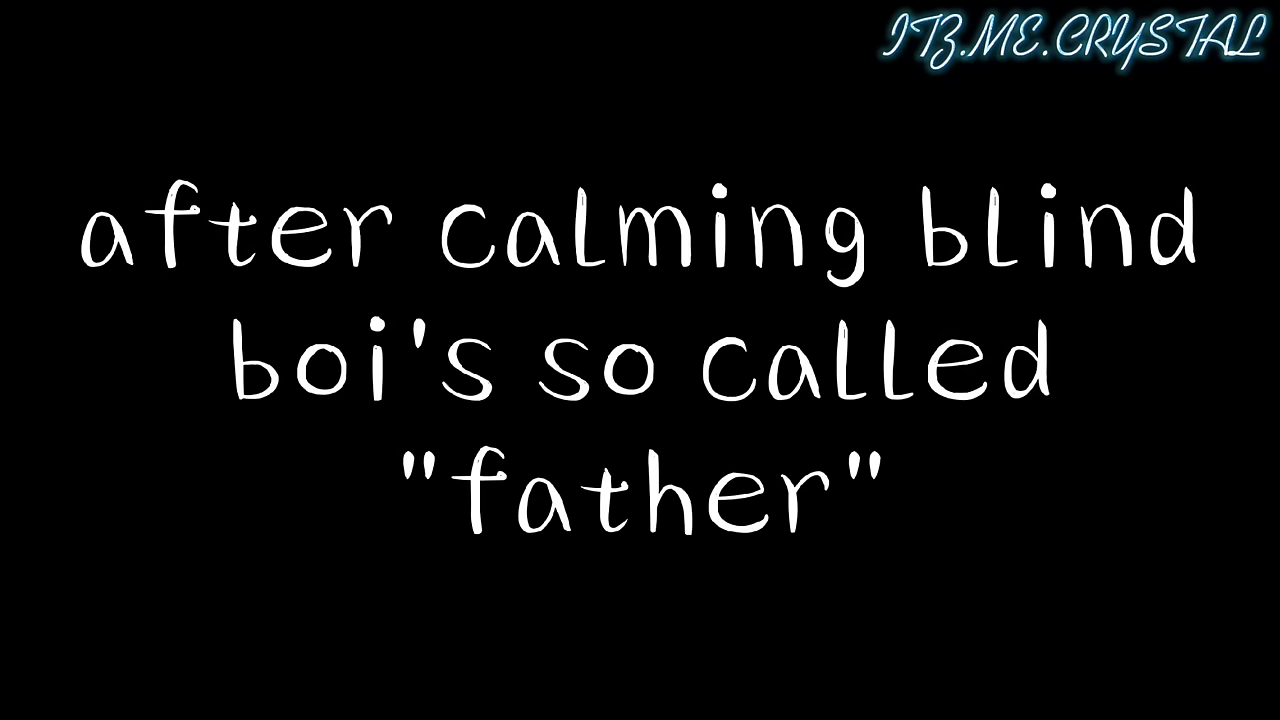 ITZ.ME.CRYSTAL
after calming blind
boi's so called
"father"